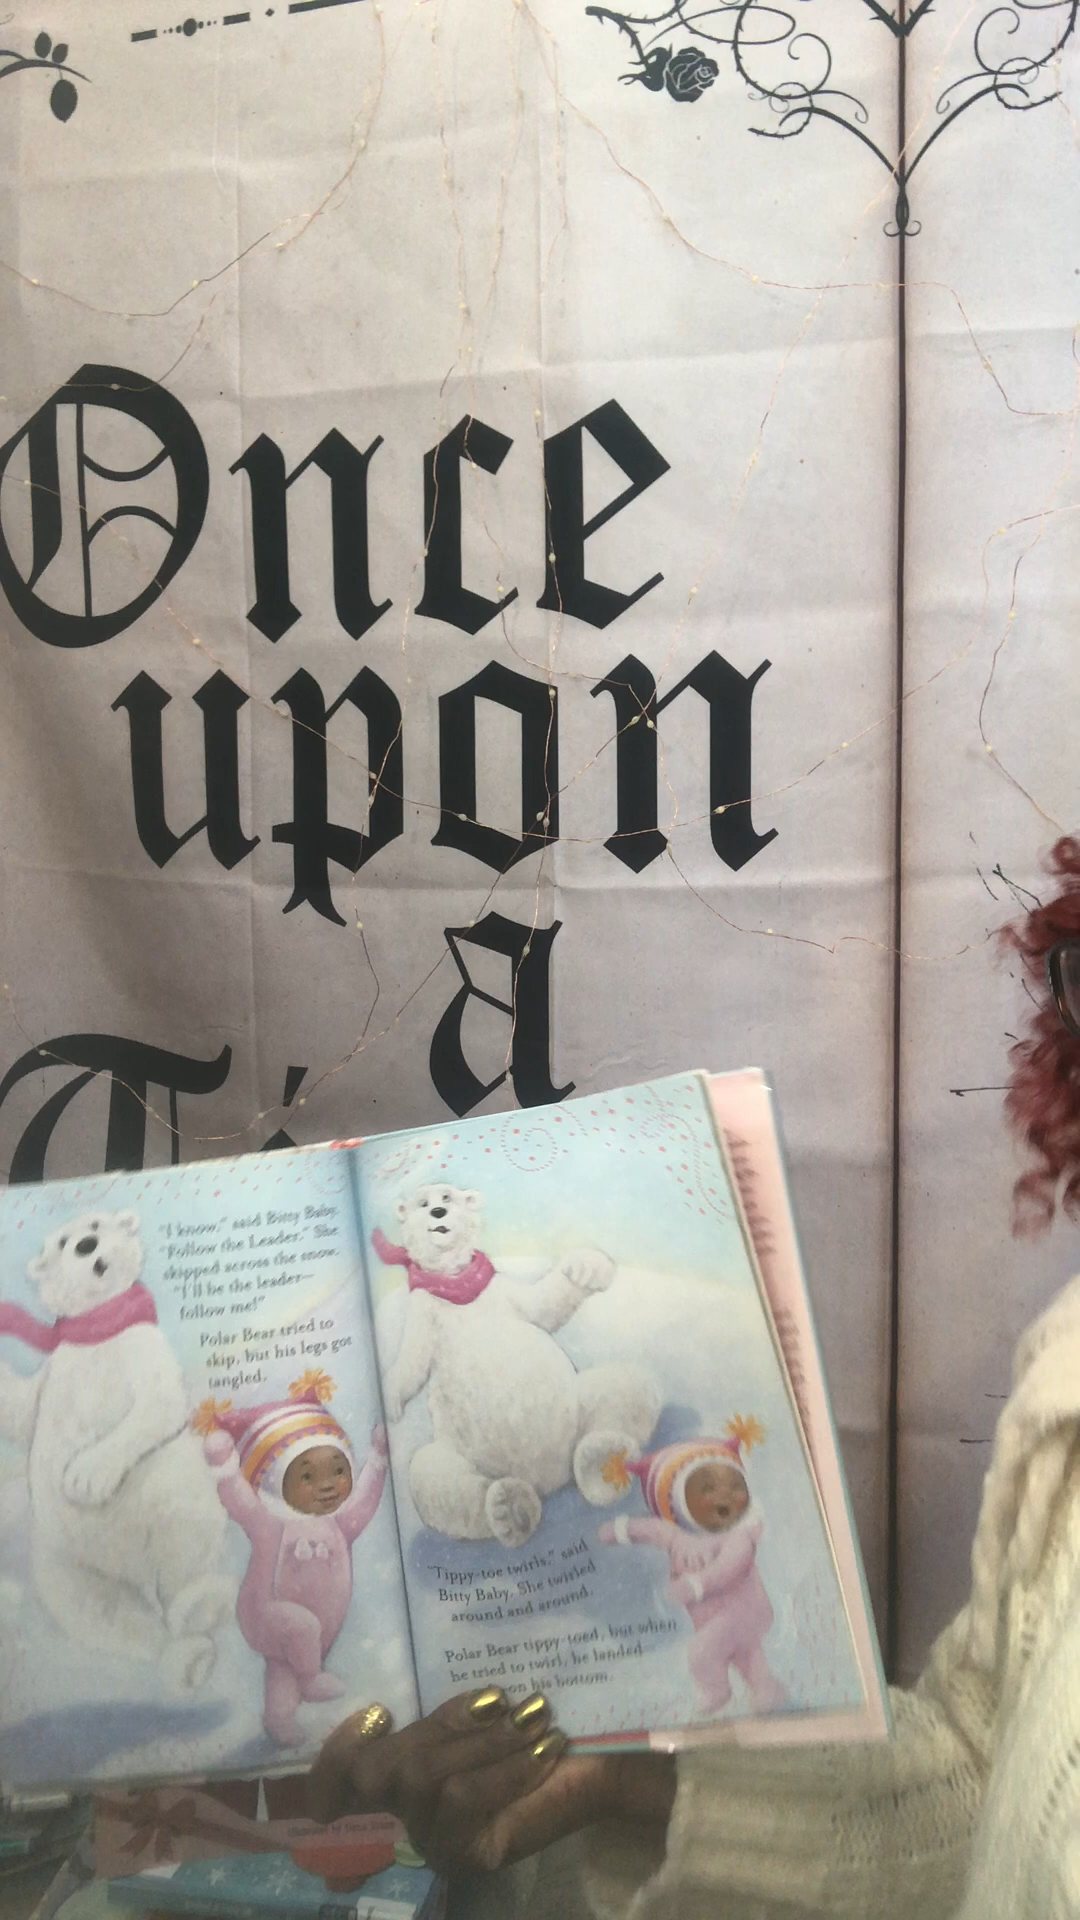 Once
upon
a
Ti
"I know," said Bitty Baby.
"Follow the Leader." She
skipped across the snow.
"I'll be the leader—
follow me!"
Polar Bear tried to
skip, but his legs got
tangled.
"Tippy-toe twirls," said
Bitty Baby. She twirled
around and around.
Polar Bear tippy-toed, but when
he tried to twirl, he landed
on his bottom.